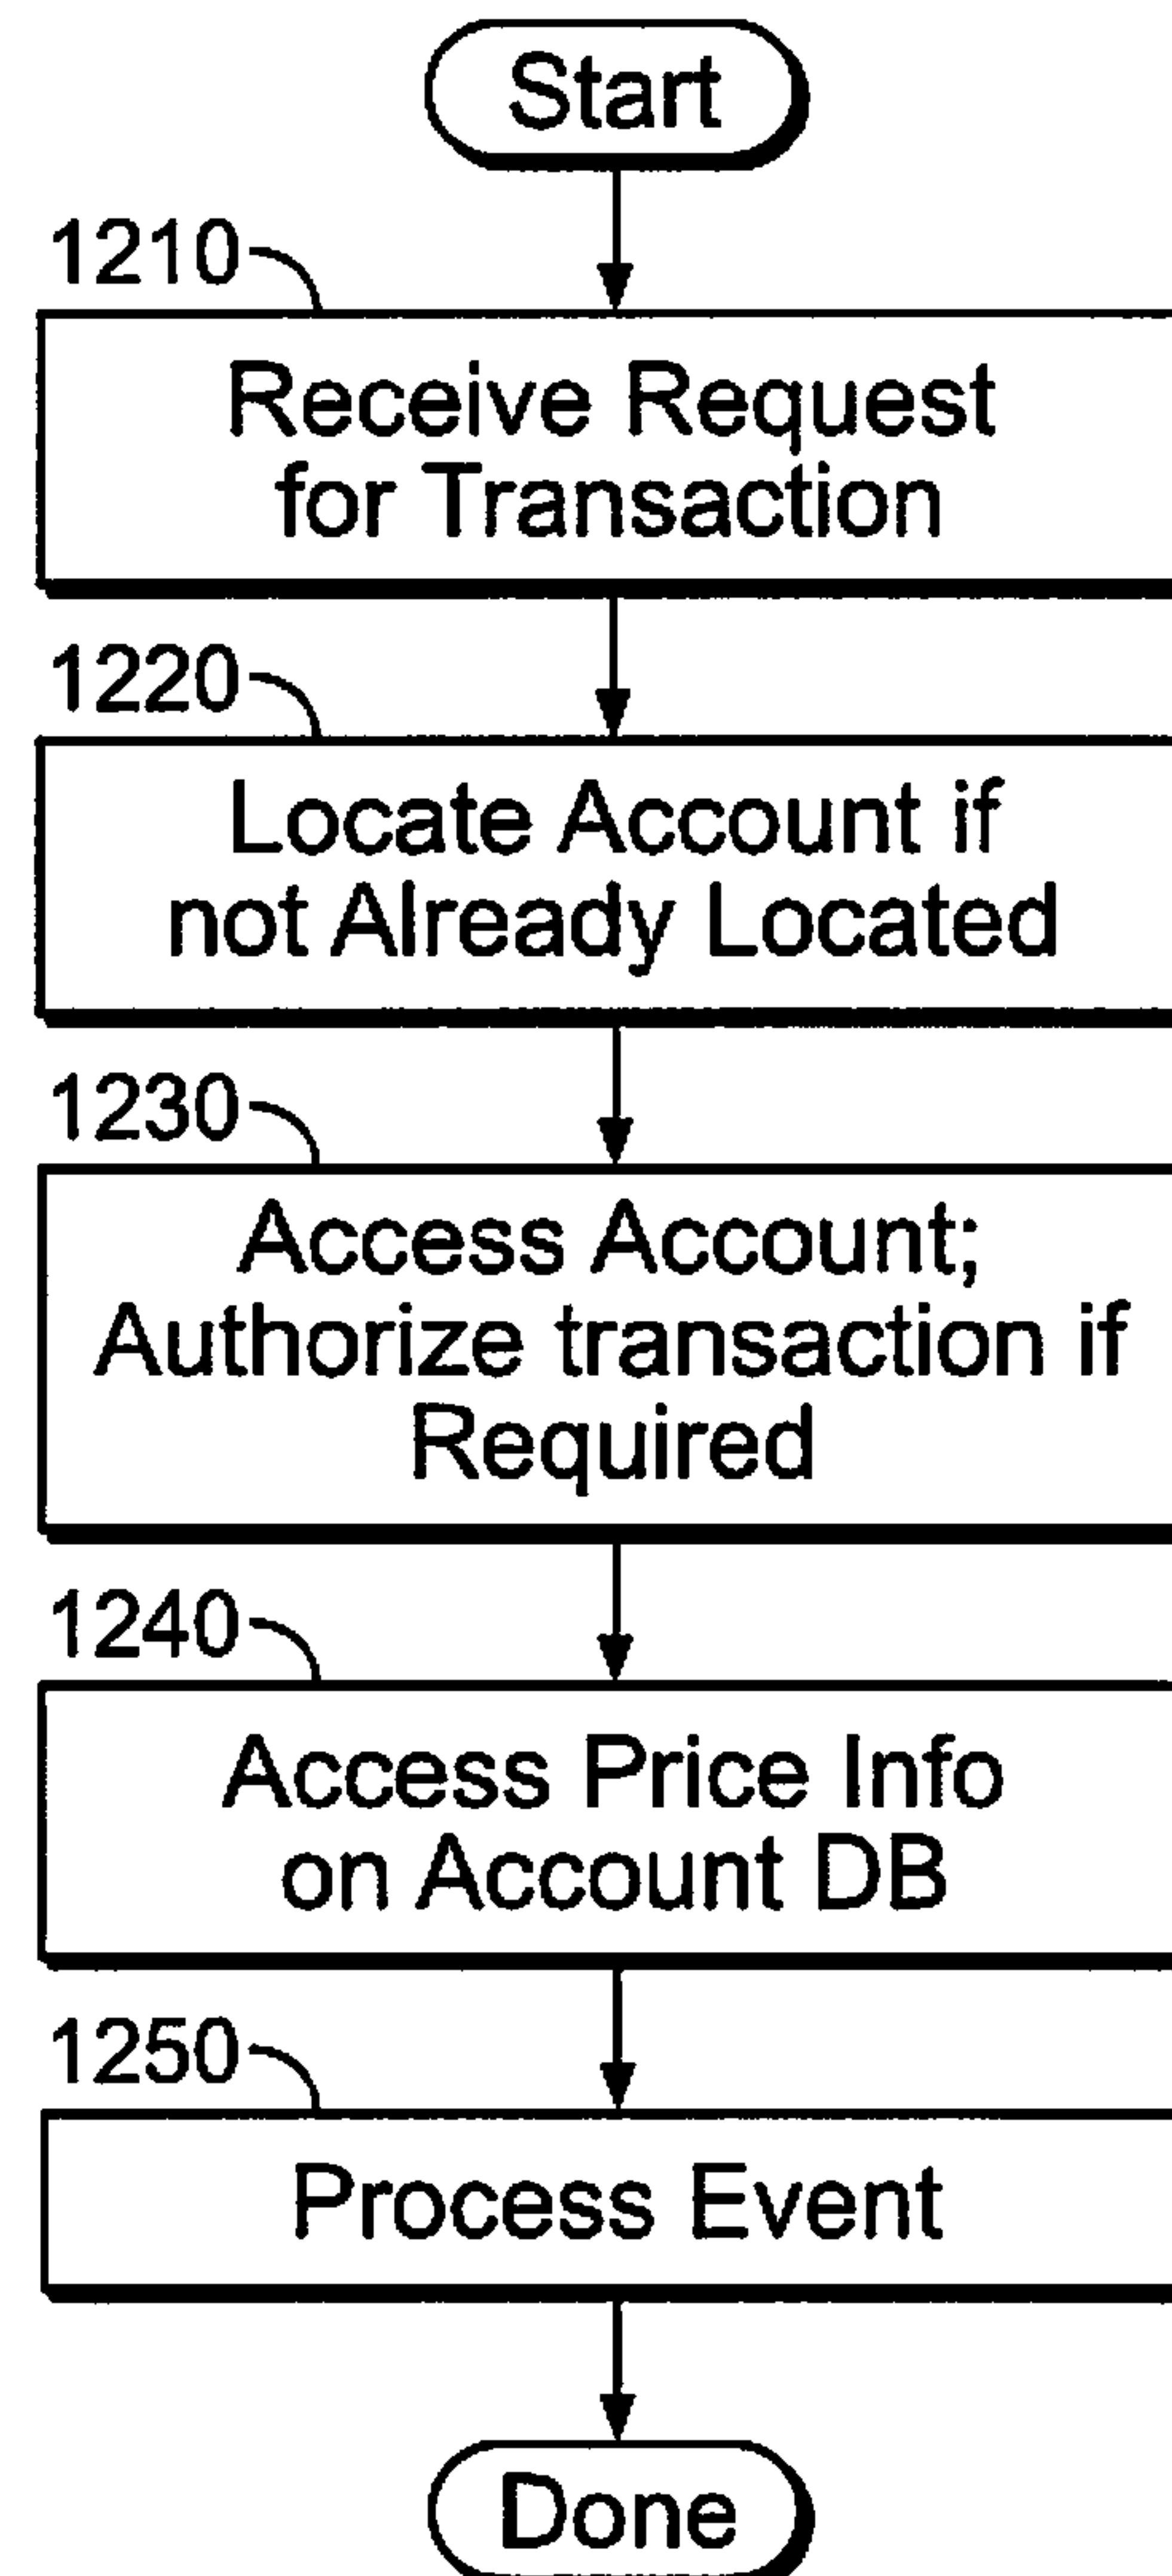 Start
1210
Receive Request
for Transaction
1220
Locate Account if
not Already Located
1230
Access Account;
Authorize transaction if
Required
1240
Access Price Info
on Account DB
1250
Process Event
Done